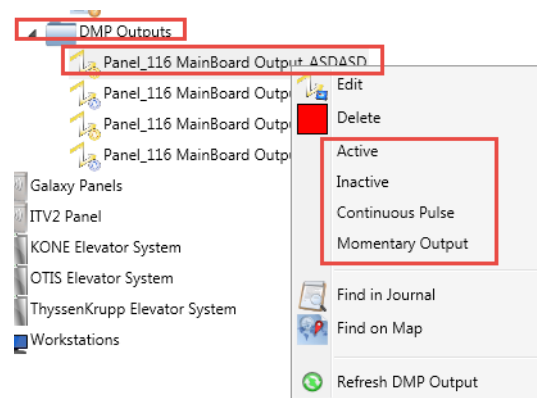 DMP Outputs
Panel_116 MainBoard Output ASDASD
Panel_116 MainBoard Outp
Panel_116 MainBoard Outp
Panel_116 MainBoard Outp
Galaxy Panels
ITV2 Panel
KONE Elevator System
OTIS Elevator System
ThyssenKrupp Elevator System
Workstations
Edit
Delete
Active
Inactive
Continuous Pulse
Momentary Output
Find in Journal
Find on Map
Refresh DMP Output